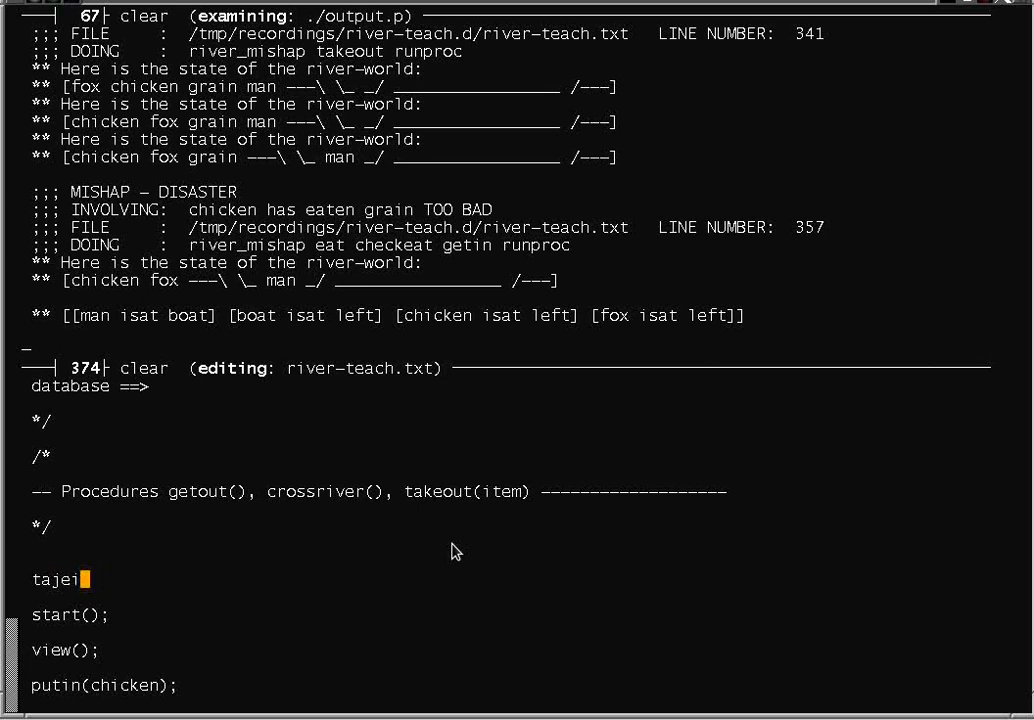 67 clear (examining: ./output.p)
;;; FILE : /tmp/recordings/river-teach.d/river-teach.txt LINE NUMBER: 341
;;; DOING : river_mishap takeout runproc
** Here is the state of the river-world:
** [fox chicken grain man ---\ \_ _/ _________________ /---]
** Here is the state of the river-world:
** [chicken fox grain man ---\ \_ _/ _________________ /---]
** Here is the state of the river-world:
** [chicken fox grain ---\ \_ man _/ _________________ /---]
;;; MISHAP - DISASTER
;;; INVOLVING: chicken has eaten grain TOO BAD
;;; FILE : /tmp/recordings/river-teach.d/river-teach.txt LINE NUMBER: 357
;;; DOING : river_mishap eat checkeat getin runproc
** Here is the state of the river-world:
** [chicken fox ---\ \_ man _/ _________________ /---]
** [[man isat boat] [boat isat left] [chicken isat left] [fox isat left]]
374 clear (editing: river-teach.txt)
database ==>
*/
/*
-- Procedures getout(), crossriver(), takeout(item) -------------------
*/
tajei
start();
view();
putin(chicken);